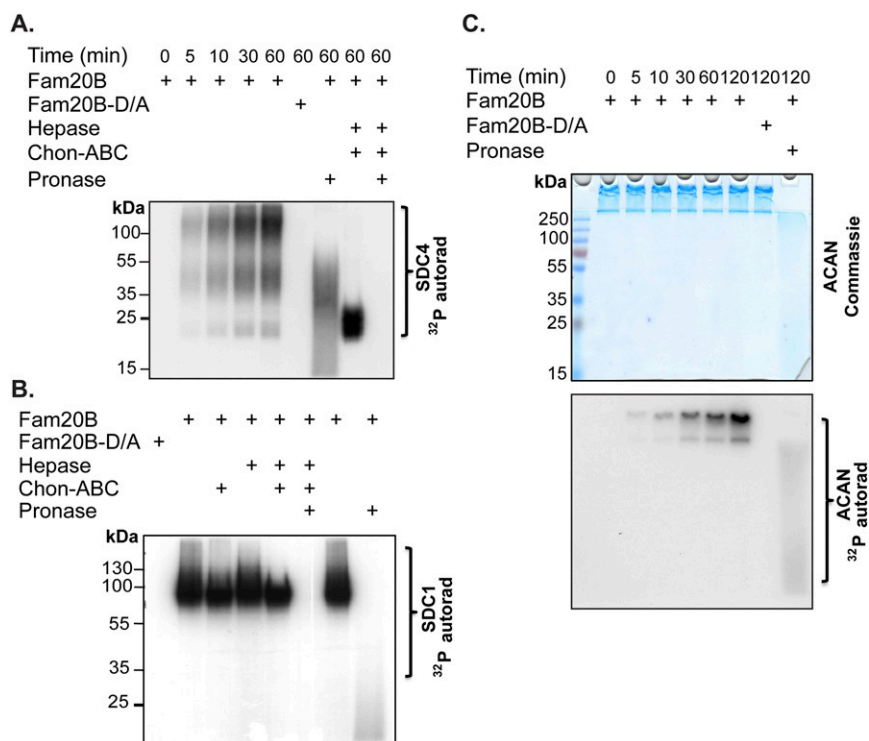 A.
Time (min) 0 5 10 30 60 60 60 60 60
Fam20B + + + + + + + +
Fam20B-D/A +
Hepase + +
Chon-ABC + +
Pronase + +
kDa
100
55
35
25
15
SDC4
32P autorad
B.
Fam20B + + + + + + +
Fam20B-D/A +
Hepase + + +
Chon-ABC + + +
Pronase + +
kDa
130
100
55
35
25
SDC1
32P autorad
C.
Time (min) 0 5 10 30 60 120 120 120
Fam20B + + + + + + +
Fam20B-D/A +
Pronase +
kDa
250
100
55
35
25
15
ACAN
Commassie
ACAN
32P autorad